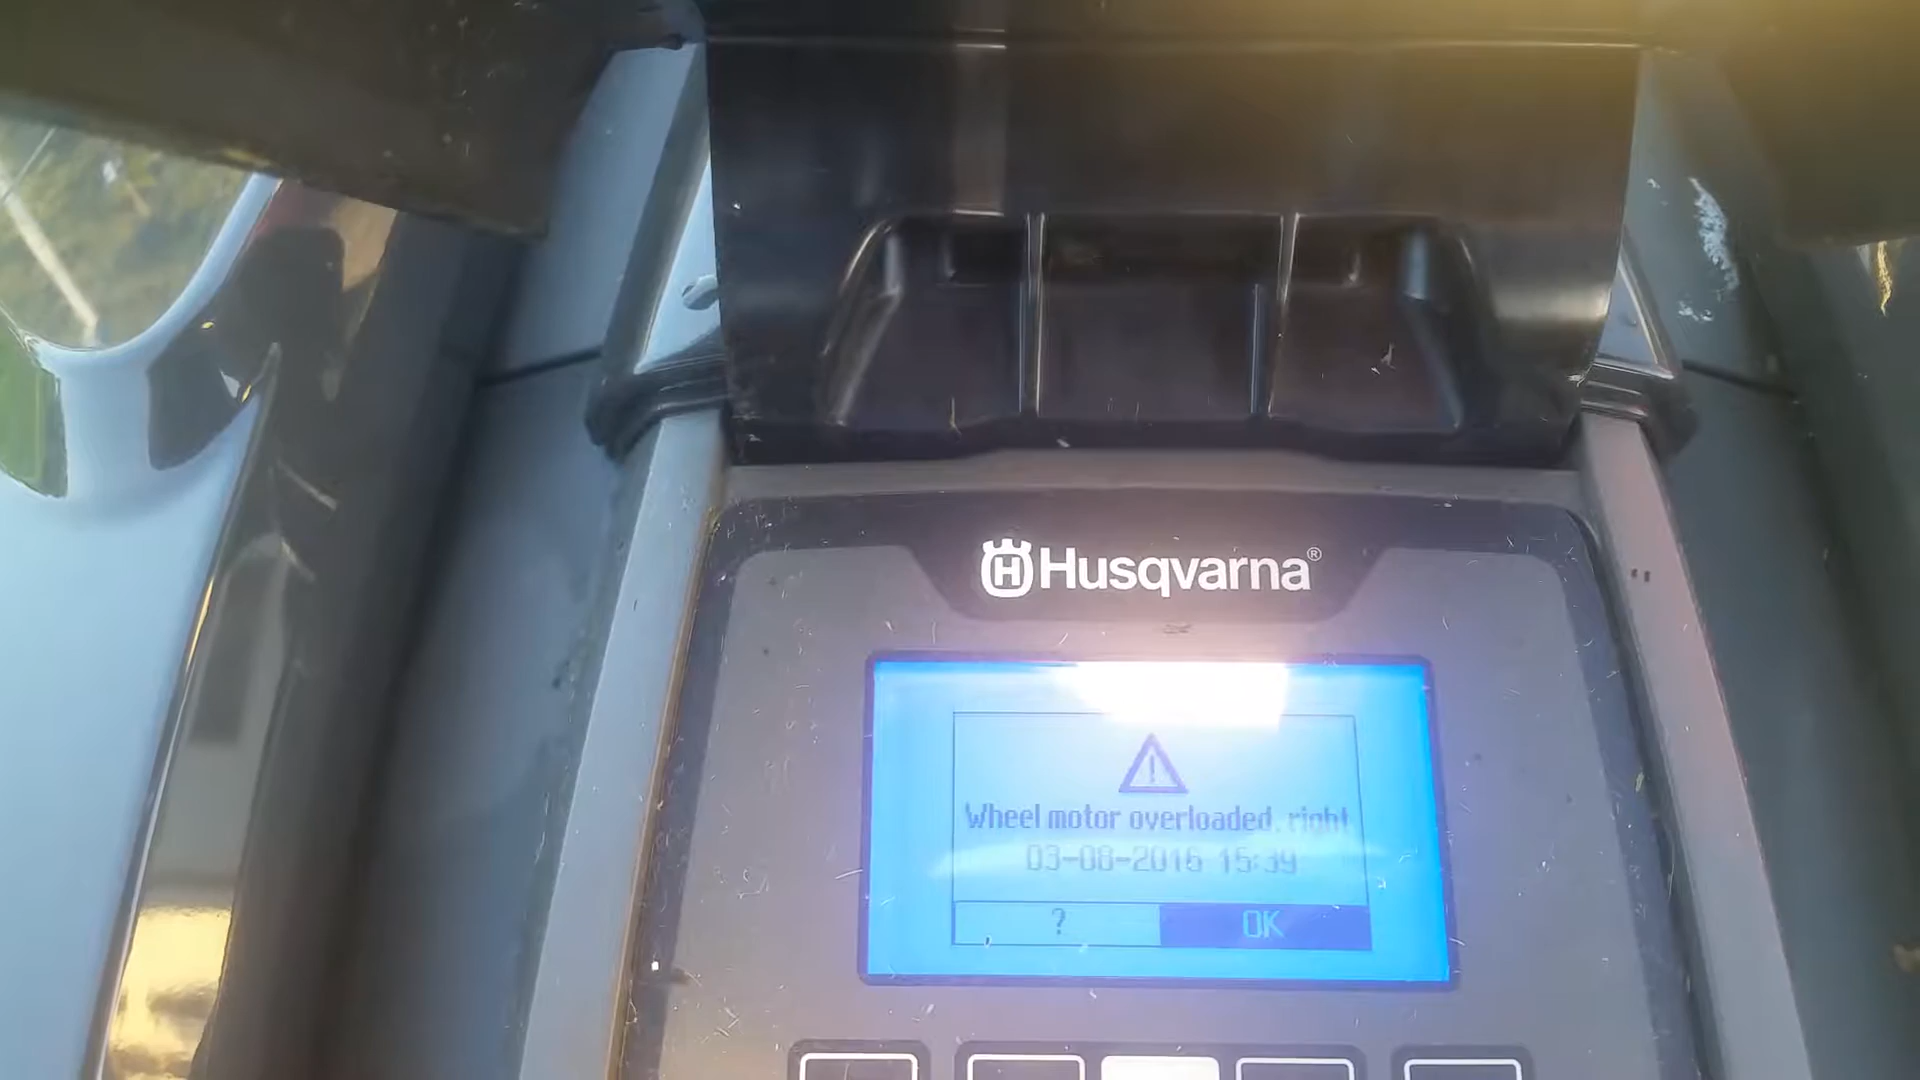 Husqvarna®
Wheel motor overloaded, right
03-08-2016 15:39
?
OK